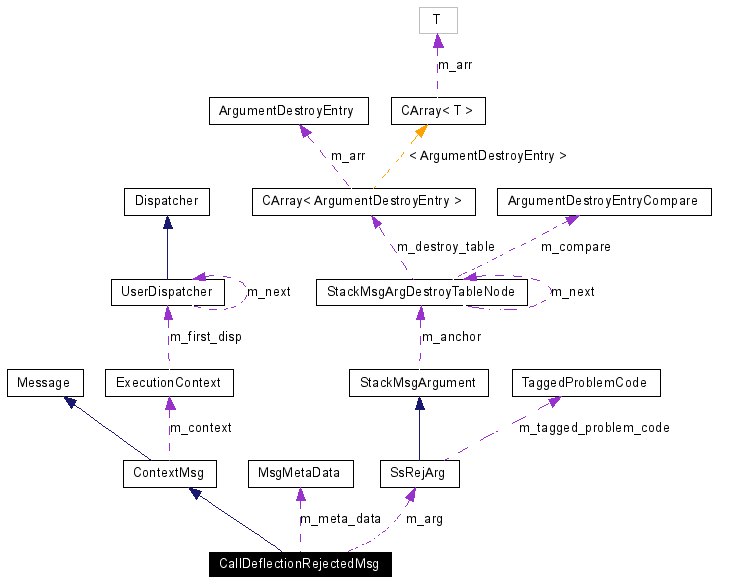 T
m_arr
ArgumentDestroyEntry
CArray< T >
m_arr
< ArgumentDestroyEntry >
Dispatcher
CArray< ArgumentDestroyEntry >
ArgumentDestroyEntryCompare
m_destroy_table
m_compare
UserDispatcher
m_next
StackMsgArgDestroyTableNode
m_next
m_first_disp
m_anchor
Message
ExecutionContext
StackMsgArgument
TaggedProblemCode
m_context
m_tagged_problem_code
ContextMsg
MsgMetaData
SsRejArg
m_meta_data
m_arg
CallDeflectionRejectedMsg